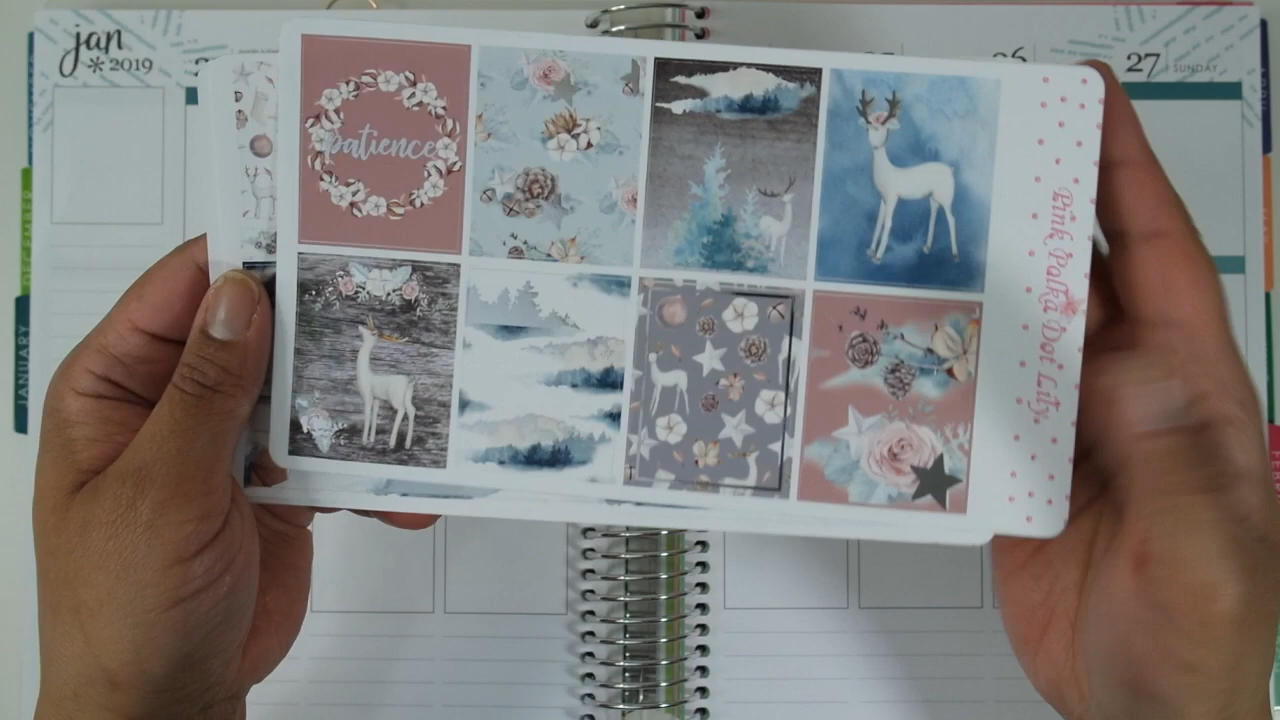 jan
*2019
26
27 SUNDAY
patience
Pink Polka Dot Lily
DECEMBER
JANUARY